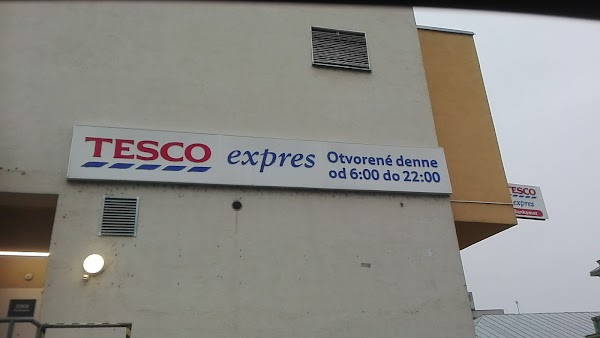 TESCO expres Otvorené denne
od 6:00 do 22:00
TESCO
expres